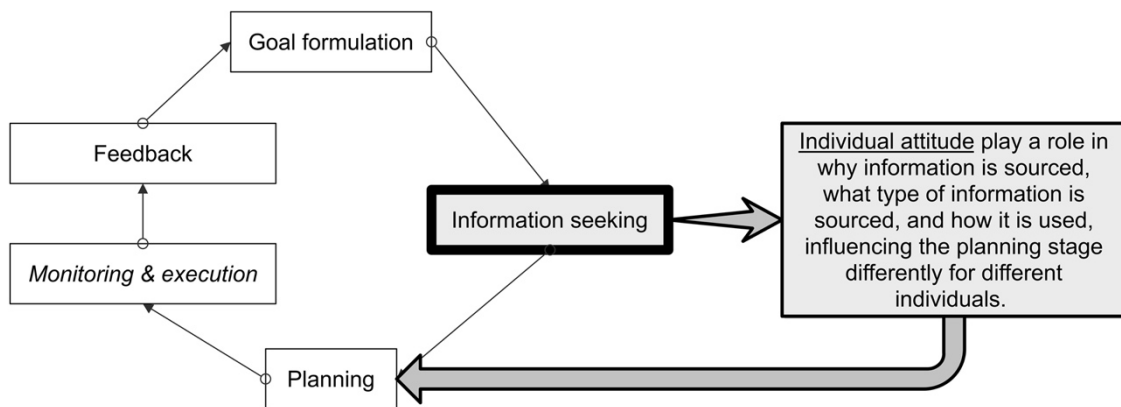 Goal formulation
Feedback
Individual attitude play a role in
why information is sourced,
what type of information is
sourced, and how it is used,
influencing the planning stage
differently for different
individuals.
Information seeking
Monitoring & execution
Planning